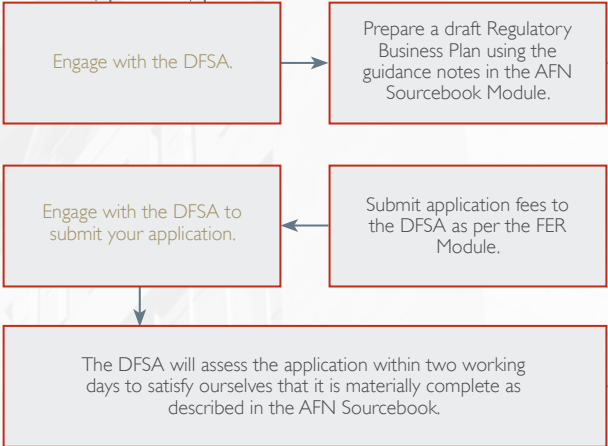 Engage with the DFSA.
Prepare a draft Regulatory
Business Plan using the
guidance notes in the AFN
Sourcebook Module.
Engage with the DFSA to
submit your application.
Submit application fees to
the DFSA as per the FER
Module.
The DFSA will assess the application within two working
days to satisfy ourselves that it is materially complete as
described in the AFN Sourcebook.